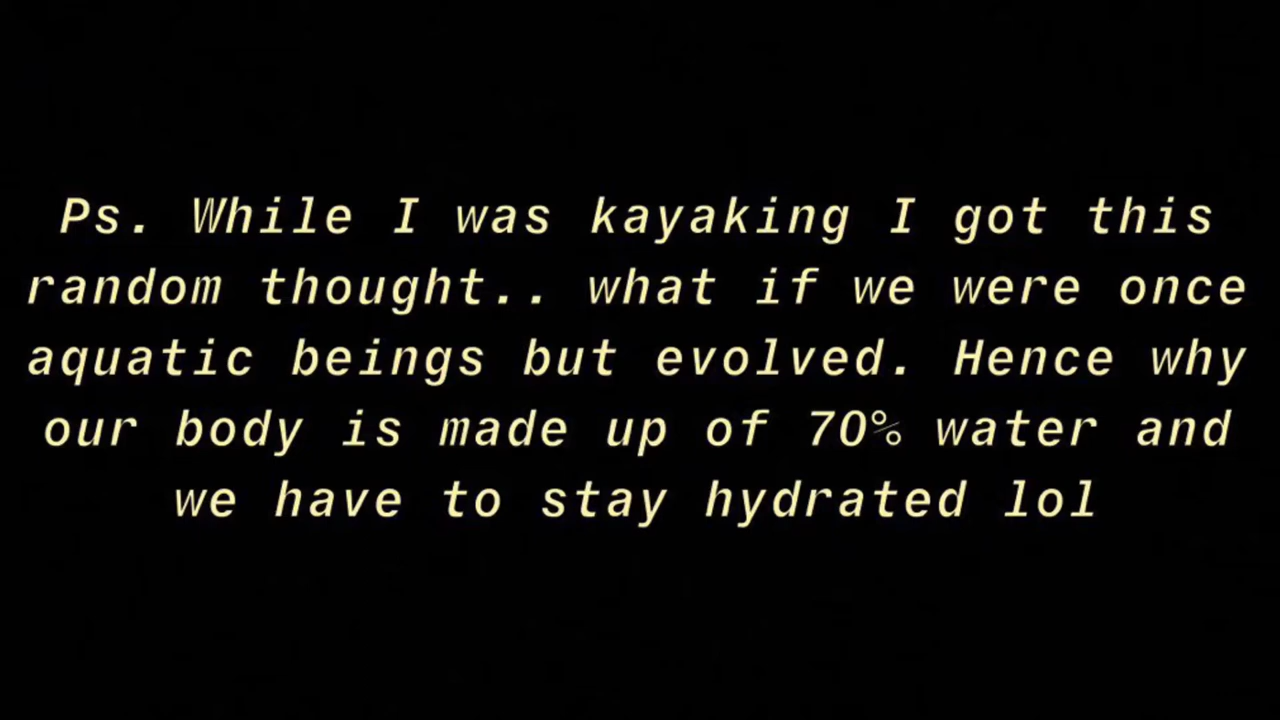 Ps. While I was kayaking I got this
random thought.. what if we were once
aquatic beings but evolved. Hence why
our body is made up of 70% water and
we have to stay hydrated lol